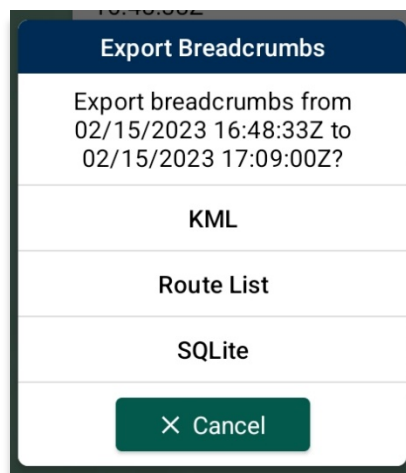 Export Breadcrumbs
Export breadcrumbs from
02/15/2023 16:48:33Z to
02/15/2023 17:09:00Z?
KML
Route List
SQLite
× Cancel